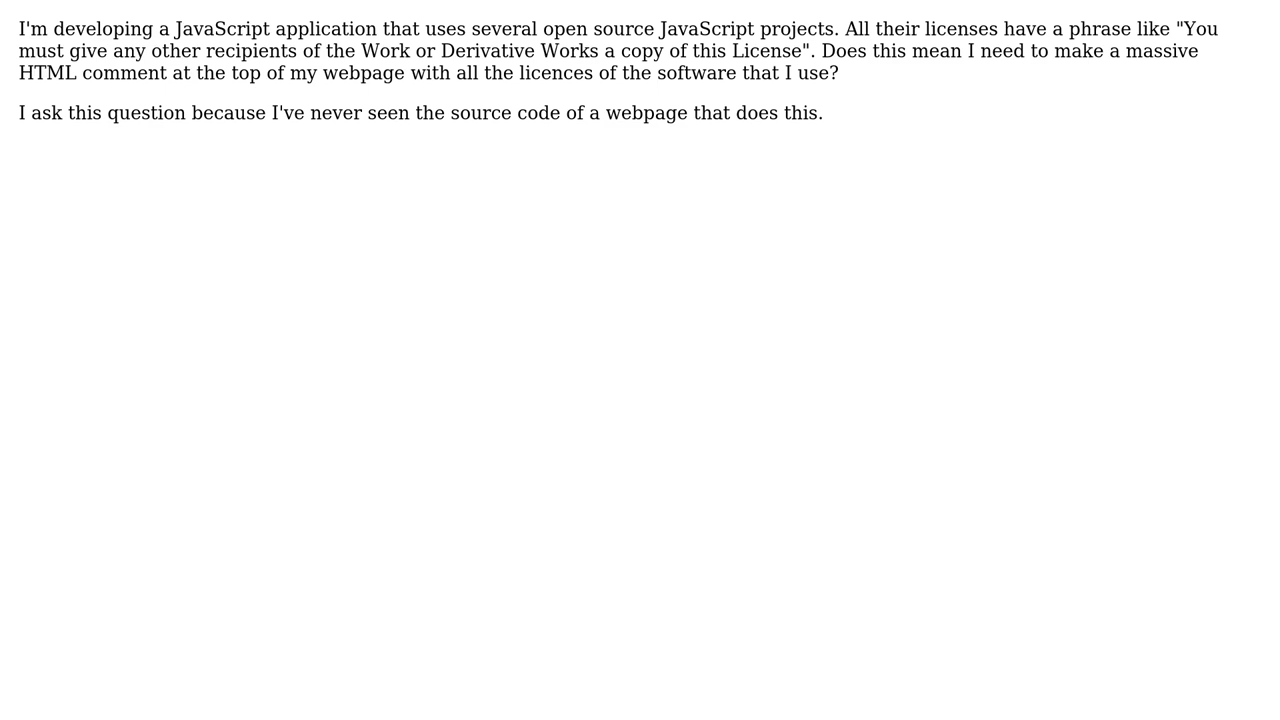 I'm developing a JavaScript application that uses several open source JavaScript projects. All their licenses have a phrase like "You
must give any other recipients of the Work or Derivative Works a copy of this License". Does this mean I need to make a massive
HTML comment at the top of my webpage with all the licences of the software that I use?
I ask this question because I've never seen the source code of a webpage that does this.